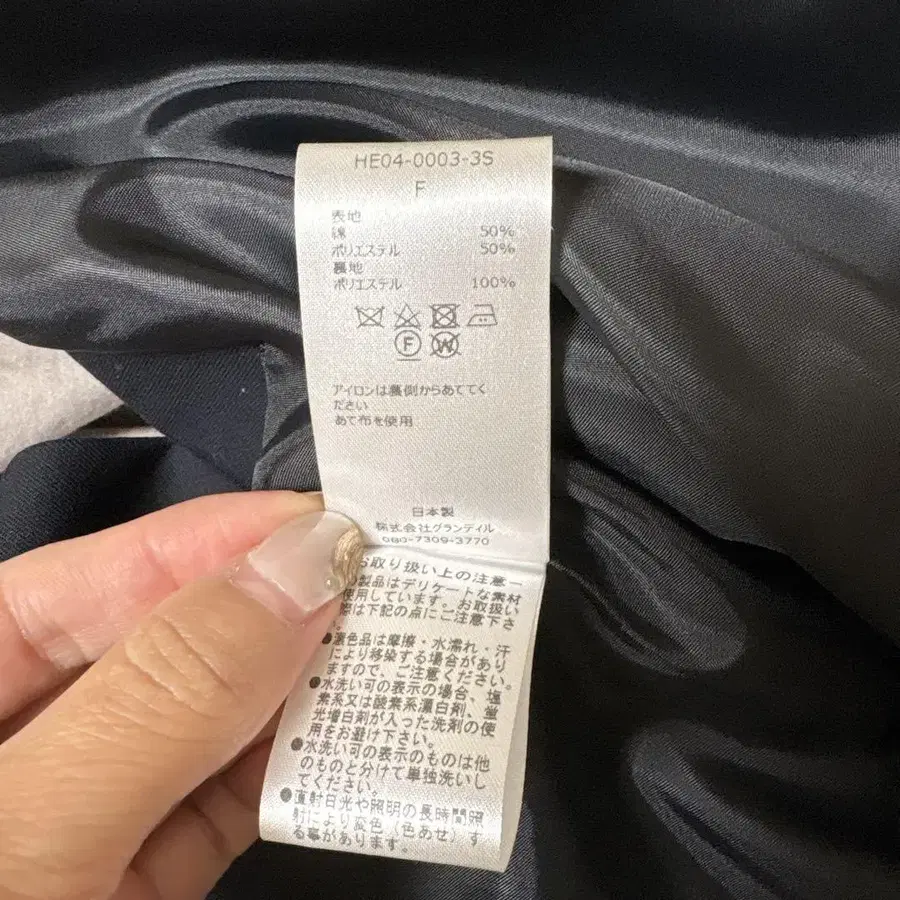 HE04-0003-3S
F
表地
綿 50%
ポリエステル 50%
裏地
ポリエステル 100%
F
W
アイロンは裏側からあててく
ださい
あて布を使用
日本製
株式会社グランディル
080-7309-3770
お取り扱い上の注意ー
の製品はデリケートな素材
使用しています。お取扱い
際は下記の点にご注意下さ
。
●濃色品は摩擦・水濡れ・汗
により移染する場合があり
ますので、ご注意ください。
●水洗い可の表示の場合、塩
素系又は酸素系漂白剤、蛍
光増白剤が入った洗剤の使
用をお避け下さい。
●水洗い可の表示のものは他
のものと分けて単独洗いし
てください。
●直射日光や照明の長時間照
射により変色（色あせ）す
る事があります。